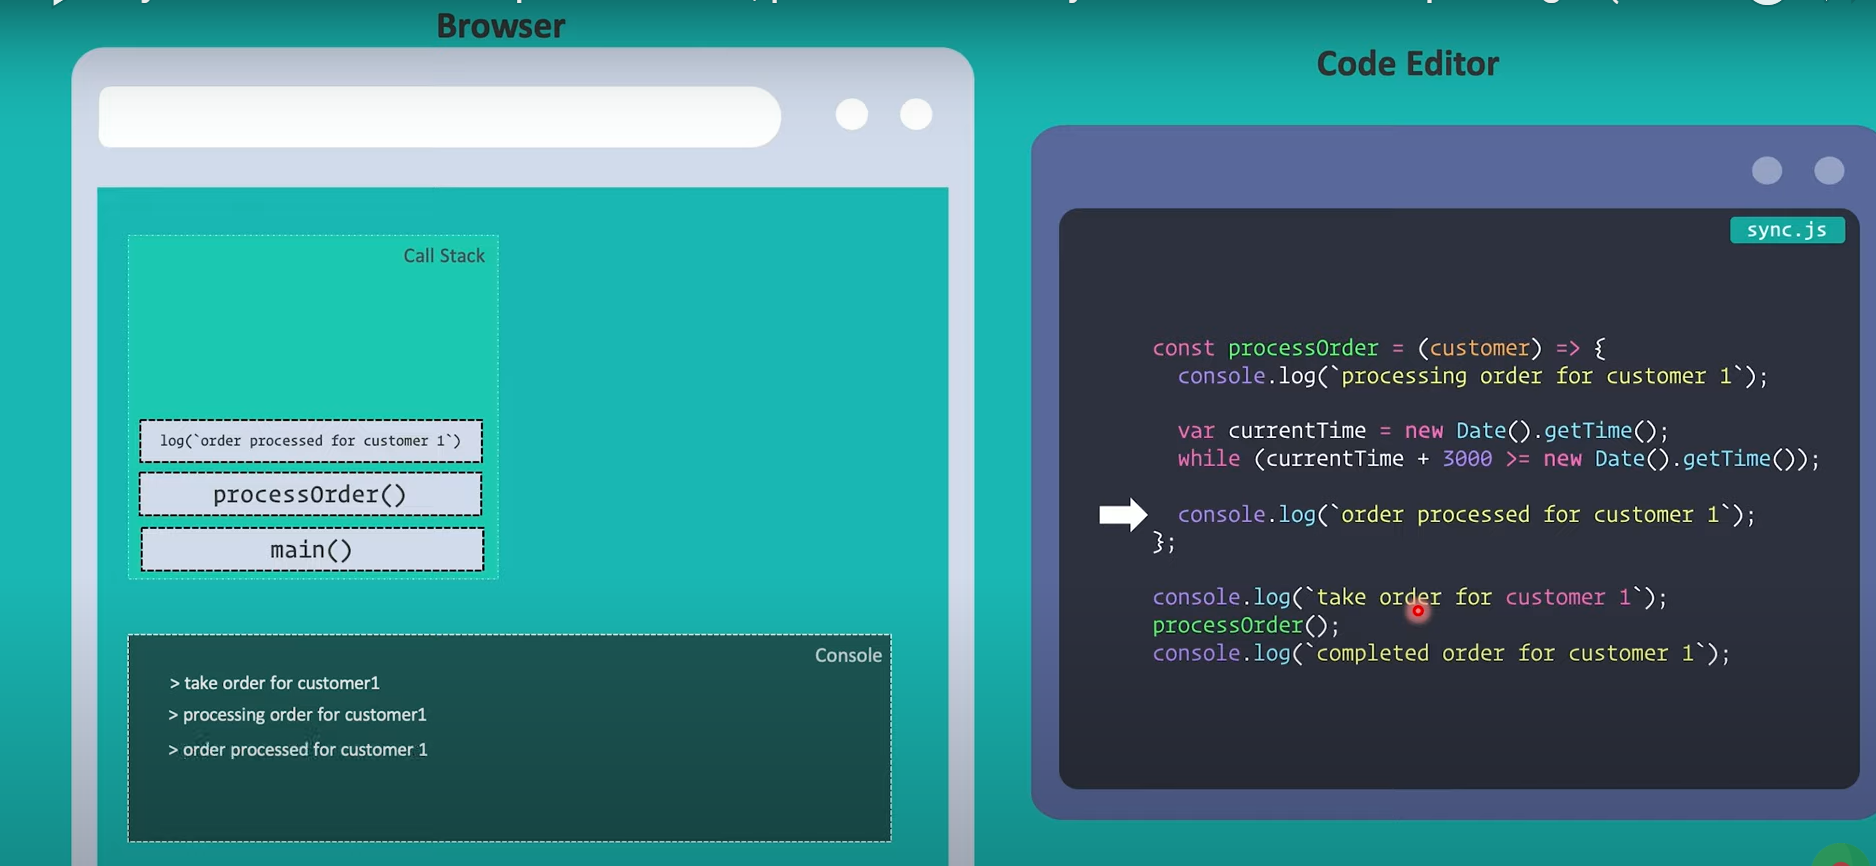 Browser
Call Stack
log(`order processed for customer 1`)
processOrder()
main()
Console
> take order for customer1
> processing order for customer1
> order processed for customer 1
Code Editor
sync.js
const processOrder = (customer) => {
console.log(`processing order for customer 1`);
var currentTime = new Date().getTime();
while (currentTime + 3000 >= new Date().getTime());
console.log(`order processed for customer 1`);
};
console.log(`take order for customer 1`);
processOrder();
console.log(`completed order for customer 1`);